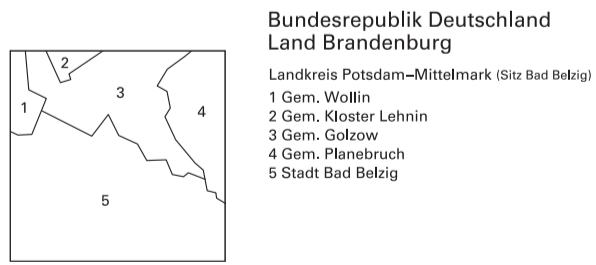 Bundesrepublik Deutschland
Land Brandenburg
Landkreis Potsdam–Mittelmark (Sitz Bad Belzig)
1 Gem. Wollin
2 Gem. Kloster Lehnin
3 Gem. Golzow
4 Gem. Planebruch
5 Stadt Bad Belzig
2
3
1
4
5